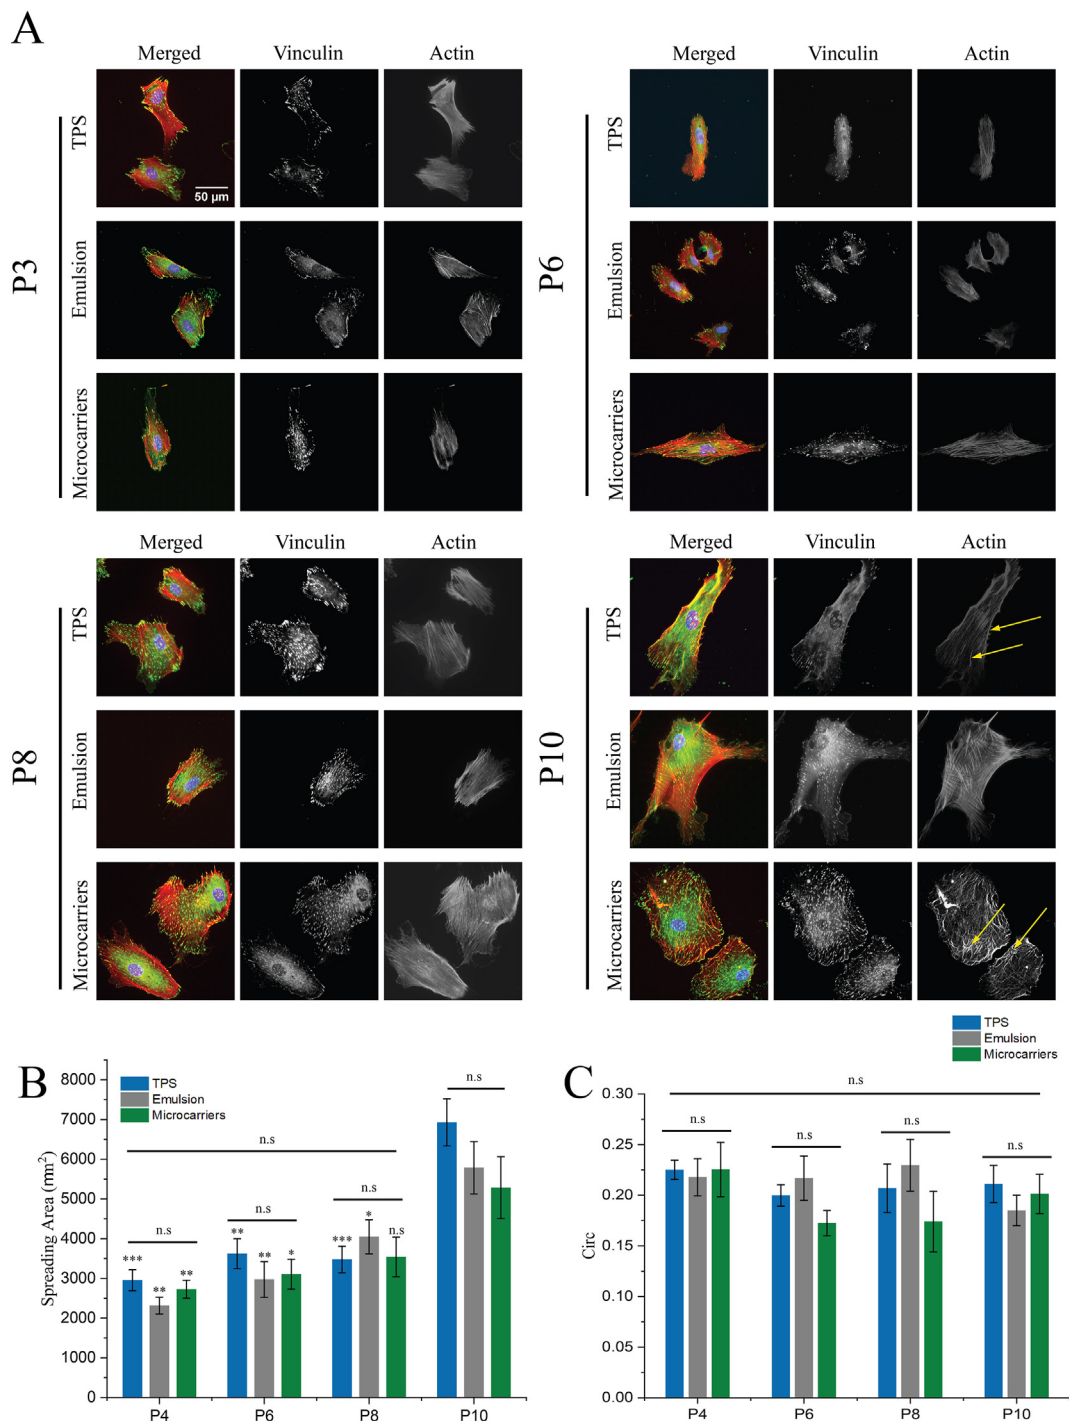 A
Merged Vinculin Actin
Merged Vinculin Actin
P3
TPS
50 µm
Emulsion
Microcarriers
P6
TPS
Emulsion
Microcarriers
Merged Vinculin Actin
Merged Vinculin Actin
P8
TPS
Emulsion
Microcarriers
P10
TPS
Emulsion
Microcarriers
B
TPS
Emulsion
Microcarriers
Spreading Area (mn²)
8000
7000
6000
5000
4000
3000
2000
1000
0
n.s
n.s
n.s
n.s
n.s
*** ** **
** ** *
*** * n.s
P4 P6 P8 P10
C
TPS
Emulsion
Microcarriers
Circ
0.30
0.25
0.20
0.15
0.10
0.05
0.00
n.s
n.s
n.s
n.s
n.s
P4 P6 P8 P10